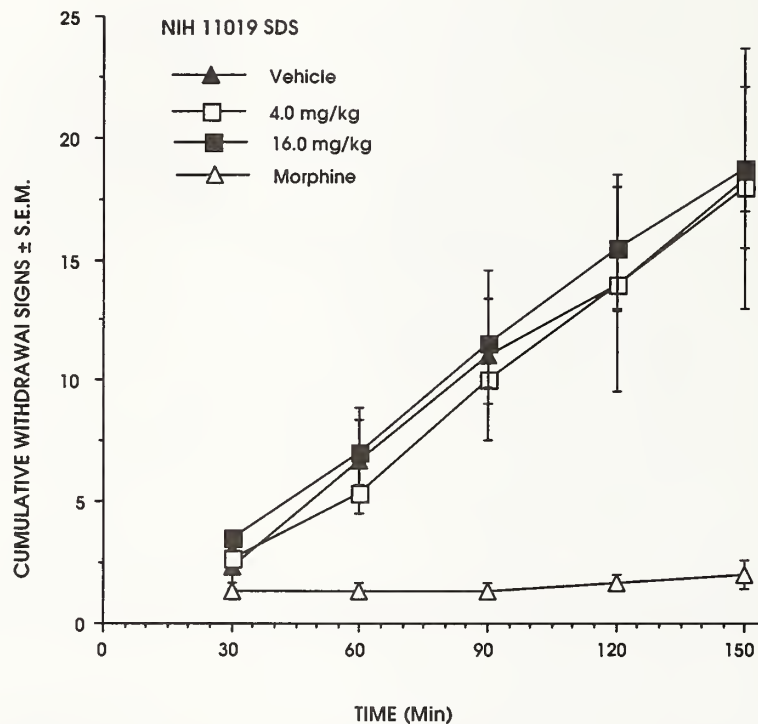 NIH 11019 SDS
Vehicle
4.0 mg/kg
16.0 mg/kg
Morphine
CUMULATIVE WITHDRAWAl SIGNS ± S.E.M.
25
20
15
10
5
0
0 30 60 90 120 150
TIME (Min)